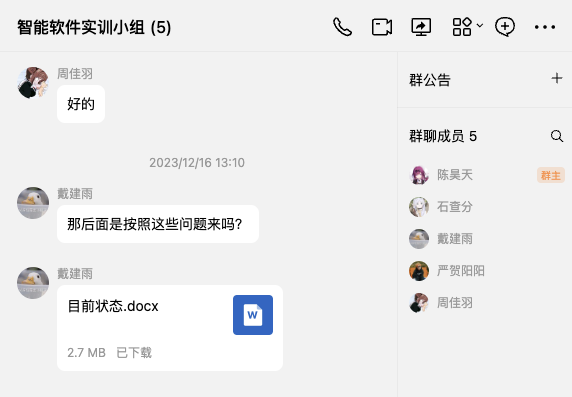 智能软件实训小组 (5)
周佳羽
好的
2023/12/16 13:10
戴建雨
那后面是按照这些问题来吗?
戴建雨
目前状态.docx
W
2.7 MB 已下载
群公告
群聊成员 5
陈昊天 群主
石查分
戴建雨
严贺阳阳
周佳羽